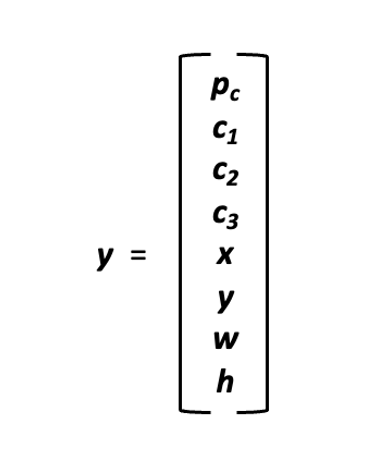 p_c
c_1
c_2
c_3
y = x
y
w
h